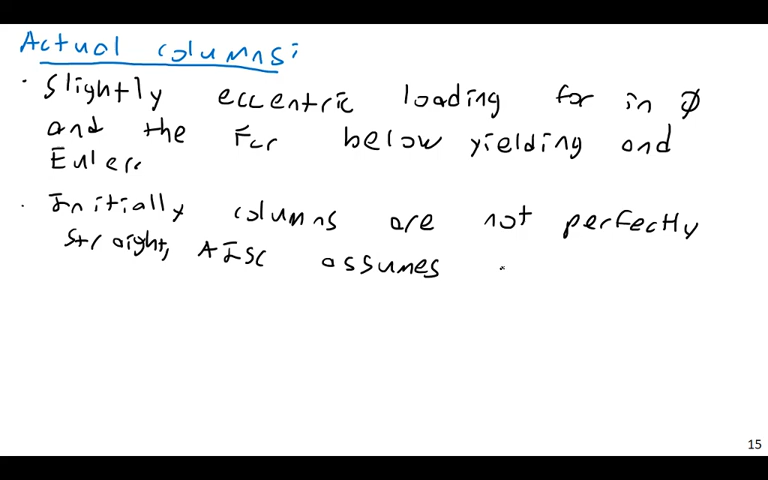 Actual columns:
• Slightly eccentric loading for in φ
and the Fcr below yielding and
Euler
• Initially columns are not perfectly
straight, AISC assumes
15